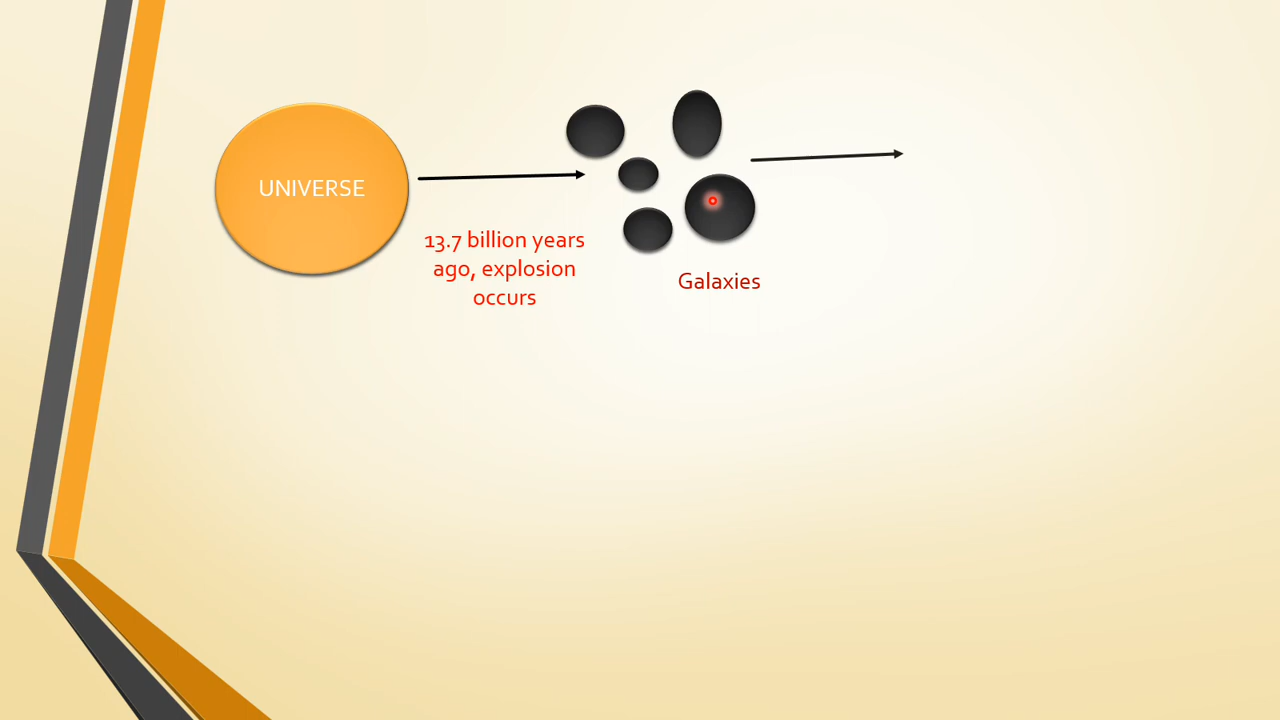 UNIVERSE
13.7 billion years
ago, explosion
occurs
Galaxies